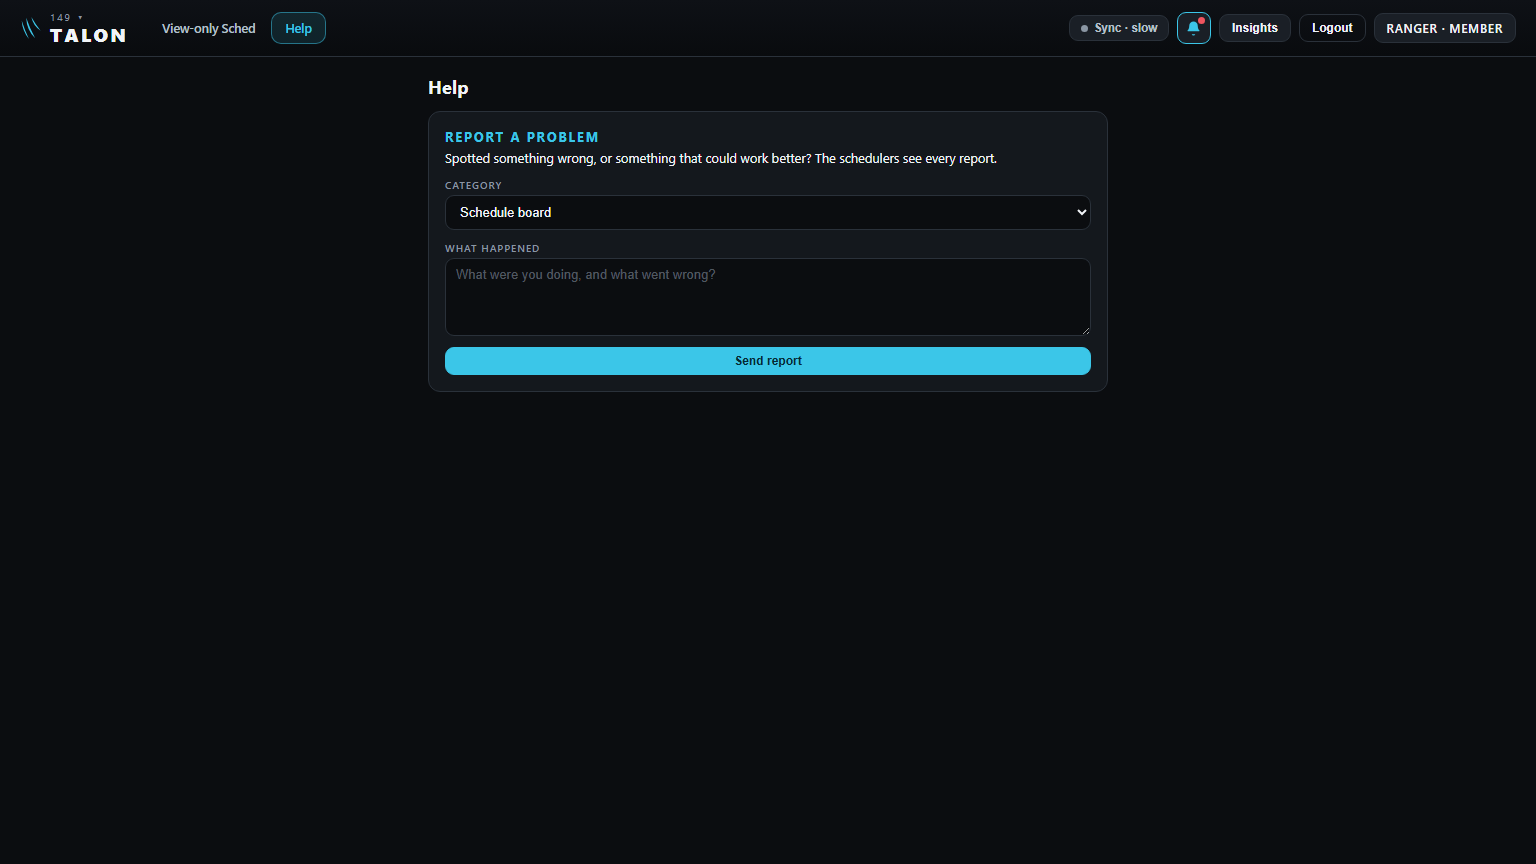 149 ▾
TALON
View-only Sched
Help
Sync · slow
Insights
Logout
RANGER · MEMBER
Help
REPORT A PROBLEM
Spotted something wrong, or something that could work better? The schedulers see every report.
CATEGORY
Schedule board
WHAT HAPPENED
What were you doing, and what went wrong?
Send report